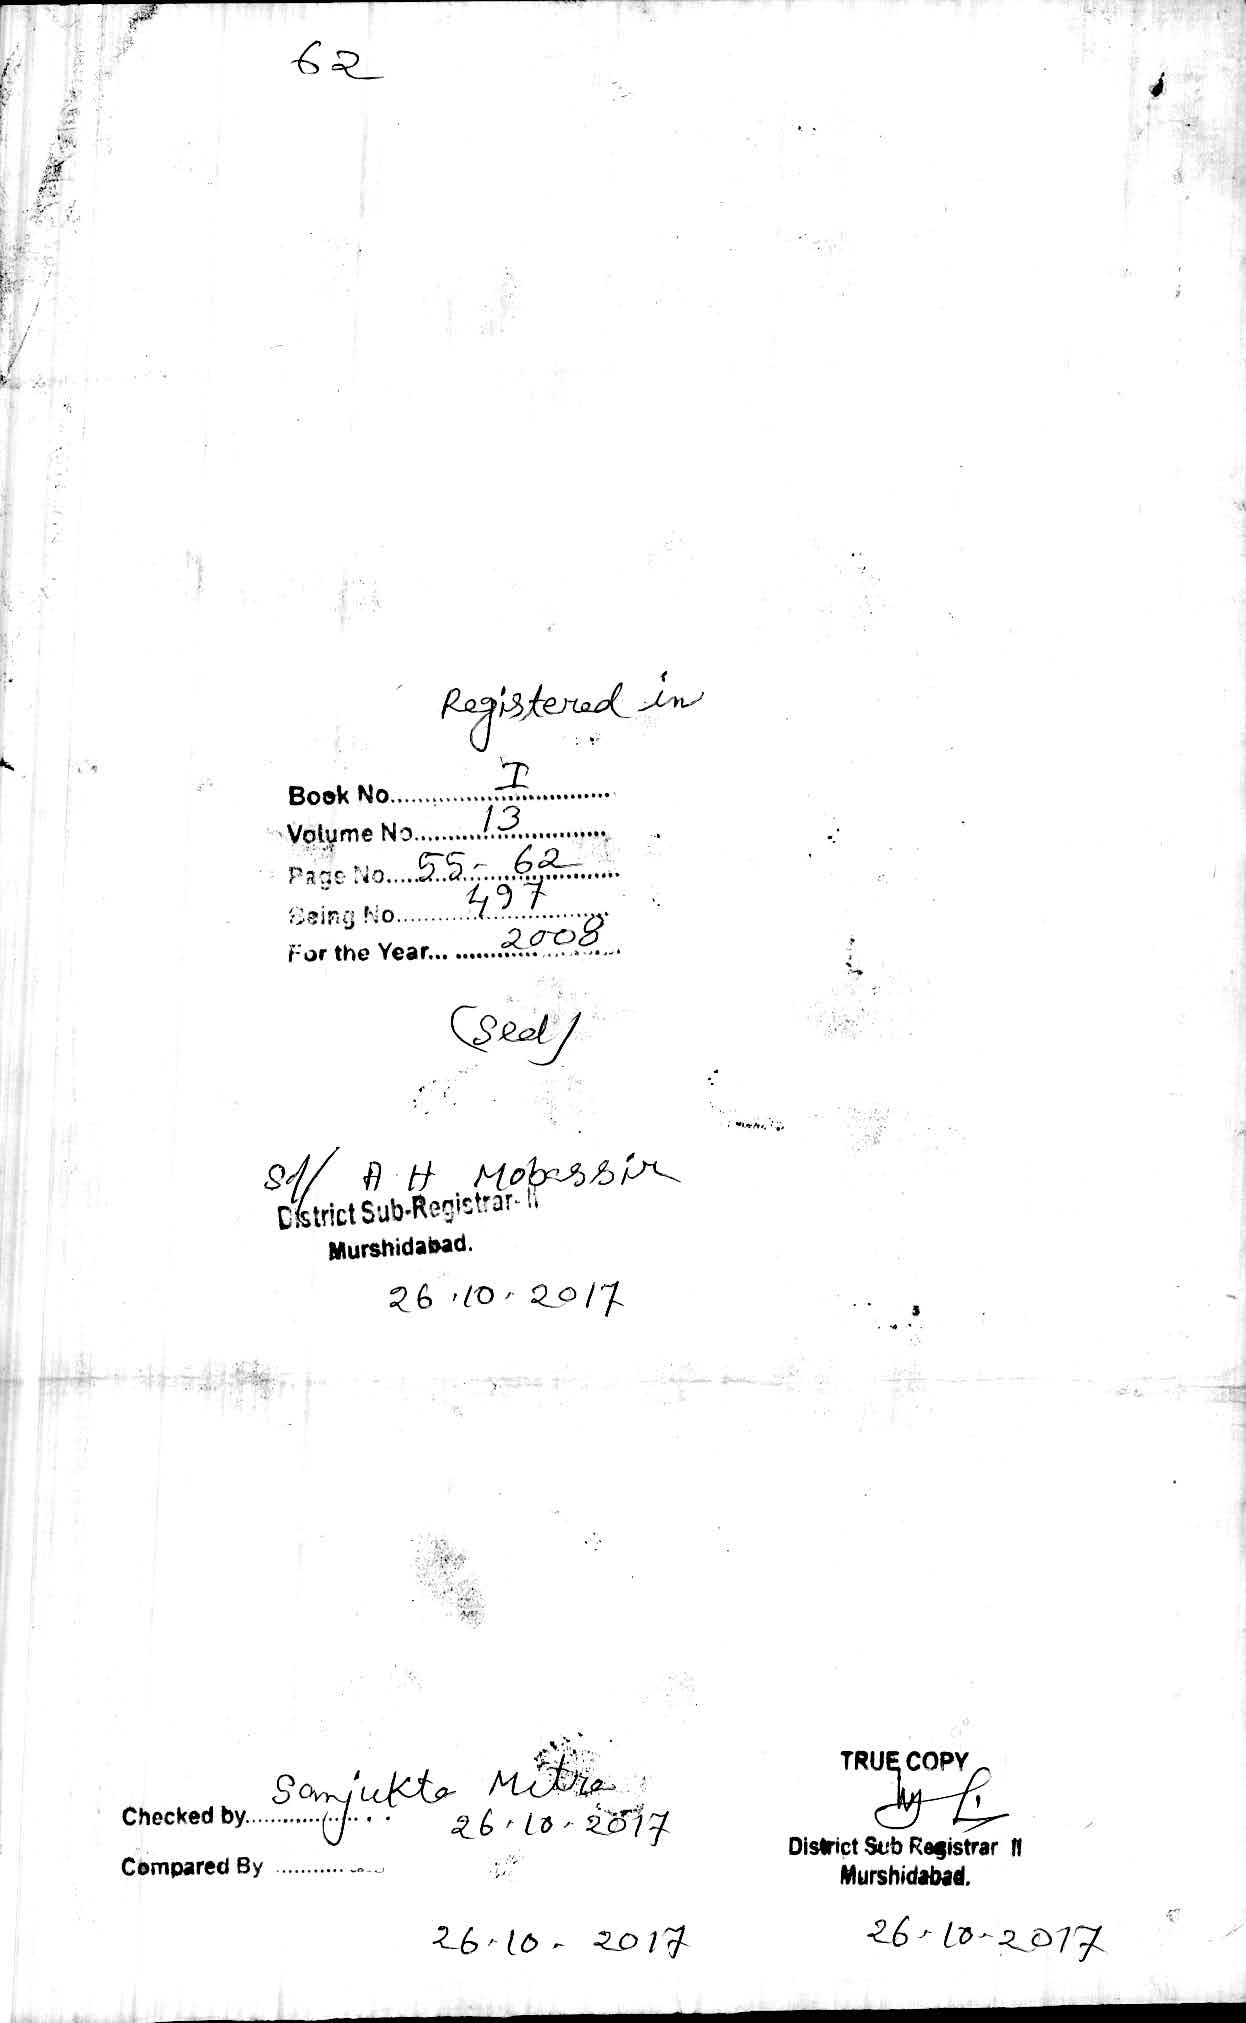 62
Registered in
Book No. I
Volume No. 13
Page No. 55- 62
Being No. 497
For the Year... 2008
(Seal)
Sd/ A H Mobassir
District Sub-Registrar-II
Murshidabad.
26.10.2017
TRUE COPY
Sanjukta Mitra
Checked by 26.10.2017
District Sub Registrar II
Compared By
Murshidabad.
26.10.2017
26-10-2017